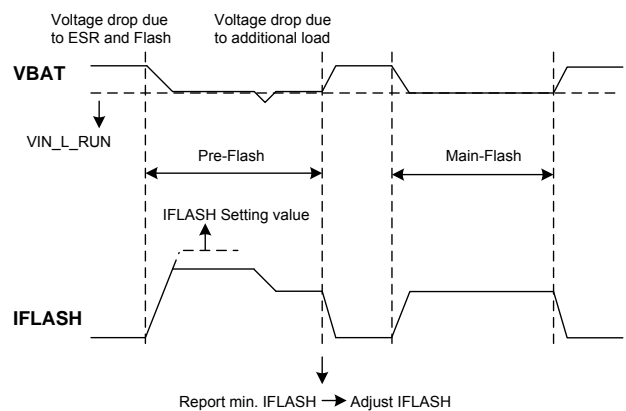 Voltage drop due
to ESR and Flash
Voltage drop due
to additional load
VBAT
VIN_L_RUN
Pre-Flash
Main-Flash
IFLASH Setting value
IFLASH
Report min. IFLASH
Adjust IFLASH